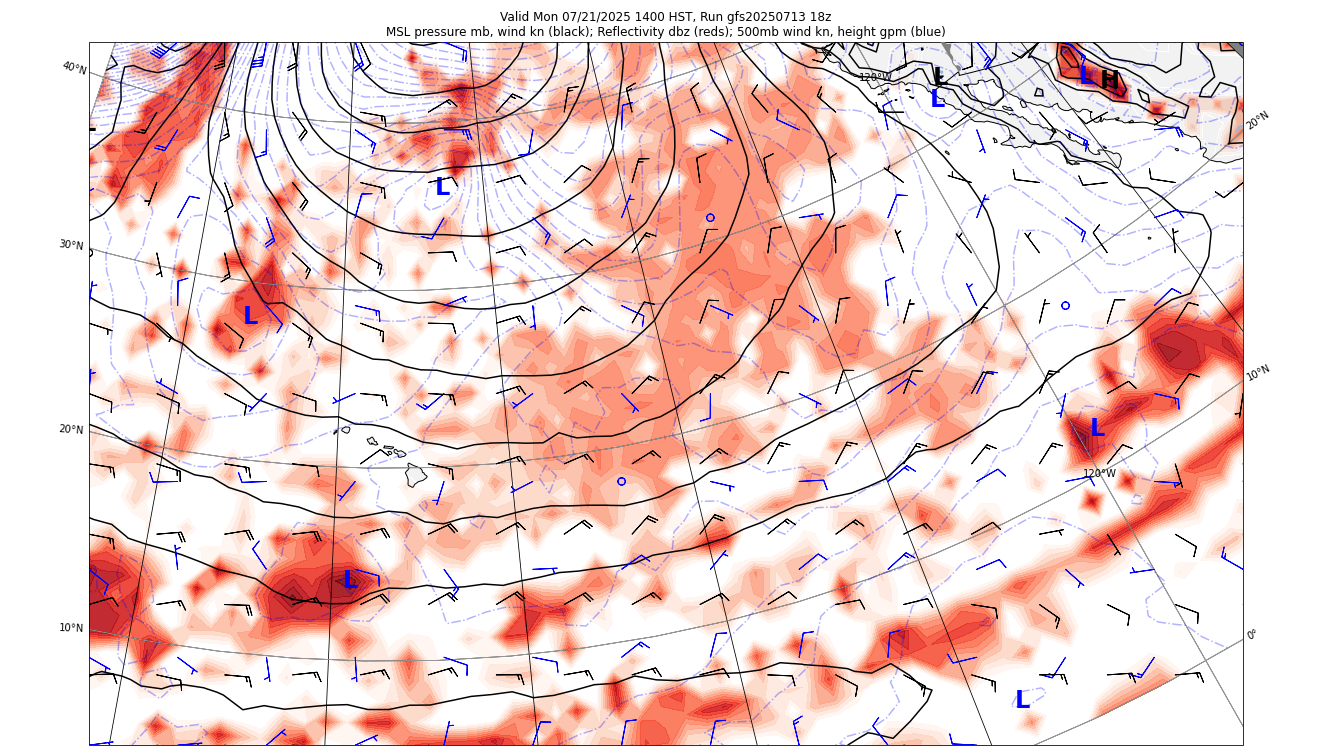 Valid Mon 07/21/2025 1400 HST, Run gfs20250713 18z
MSL pressure mb, wind kn (black); Reflectivity dbz (reds); 500mb wind kn, height gpm (blue)
40°N
120°W
L
L
L
H
20°N
L
30°N
L
10°N
20°N
L
120°W
L
10°N
0°
L